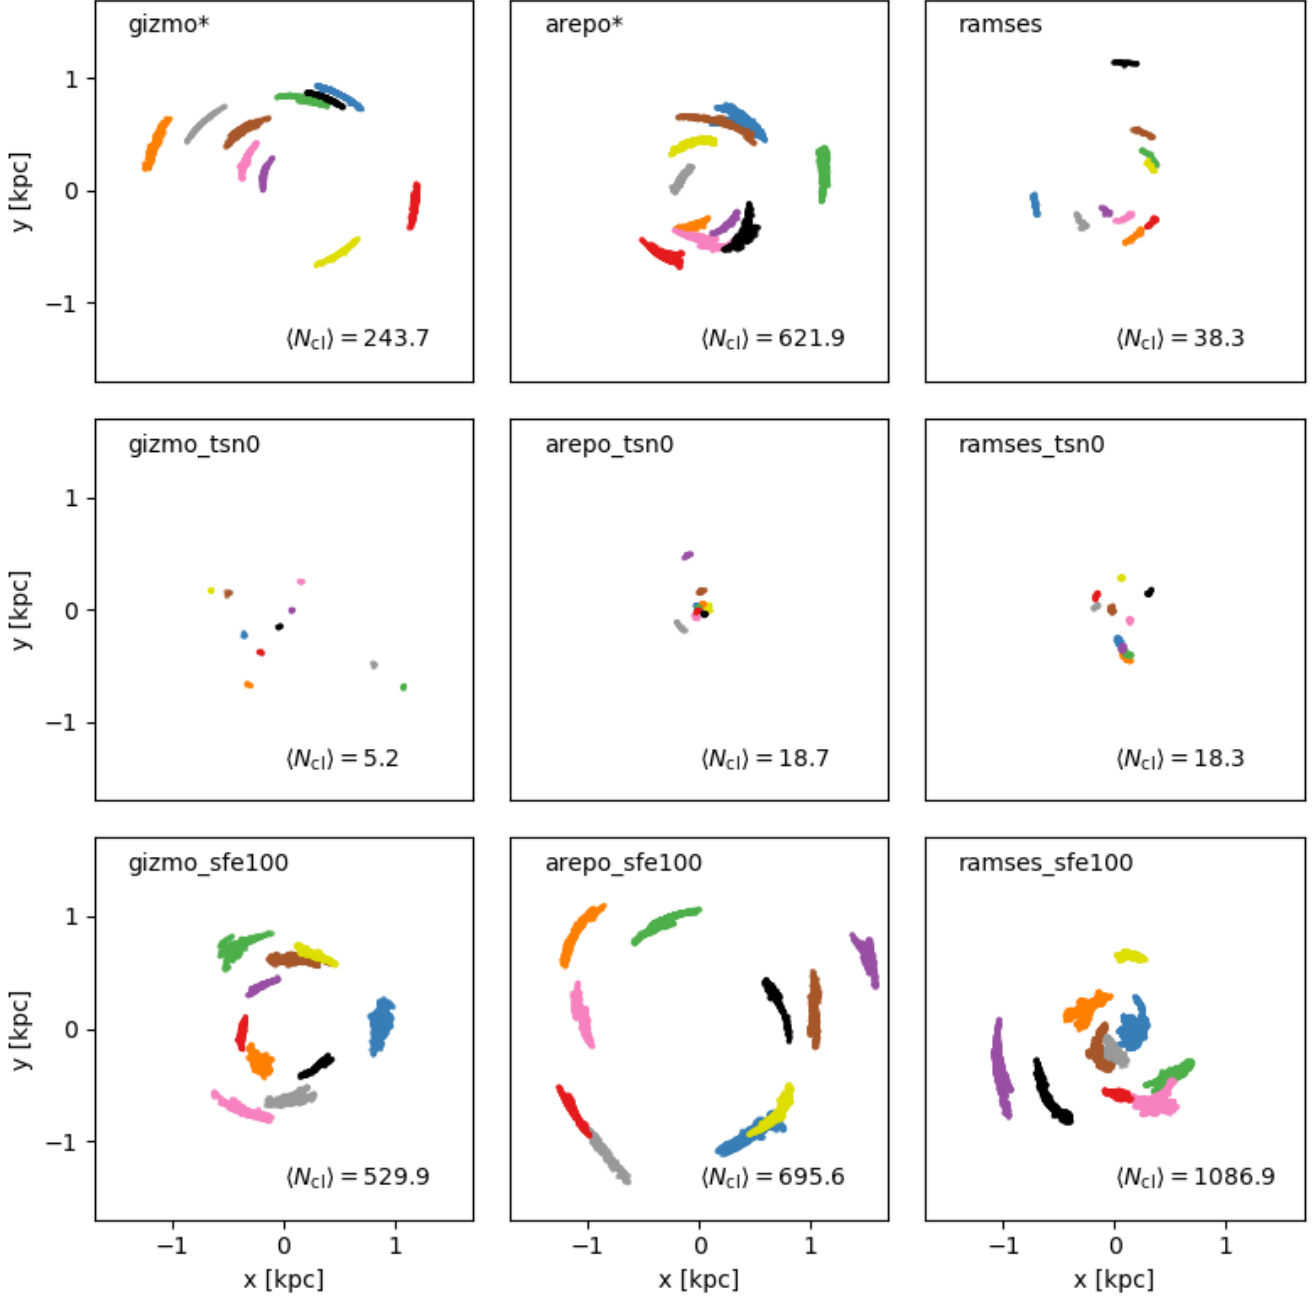 gizmo* arepo* ramses
1
0
−1
y [kpc]
⟨N_cl⟩ = 243.7 ⟨N_cl⟩ = 621.9 ⟨N_cl⟩ = 38.3
gizmo_tsn0 arepo_tsn0 ramses_tsn0
1
0
−1
y [kpc]
⟨N_cl⟩ = 5.2 ⟨N_cl⟩ = 18.7 ⟨N_cl⟩ = 18.3
gizmo_sfe100 arepo_sfe100 ramses_sfe100
1
0
−1
y [kpc]
⟨N_cl⟩ = 529.9 ⟨N_cl⟩ = 695.6 ⟨N_cl⟩ = 1086.9
−1 0 1 −1 0 1 −1 0 1
x [kpc] x [kpc] x [kpc]